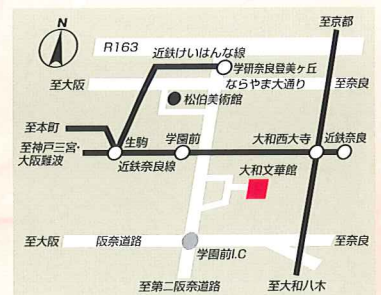 N
至京都
R163
近鉄けいはんな線
学研奈良登美ヶ丘
至大阪
ならやま大通り
至奈良
松伯美術館
至本町
生駒
学園前
大和西大寺
近鉄奈良
至神戸三宮・
大阪難波
近鉄奈良線
大和文華館
至大阪
阪奈道路
至奈良
学園前I.C
至第二阪奈道路
至大和八木